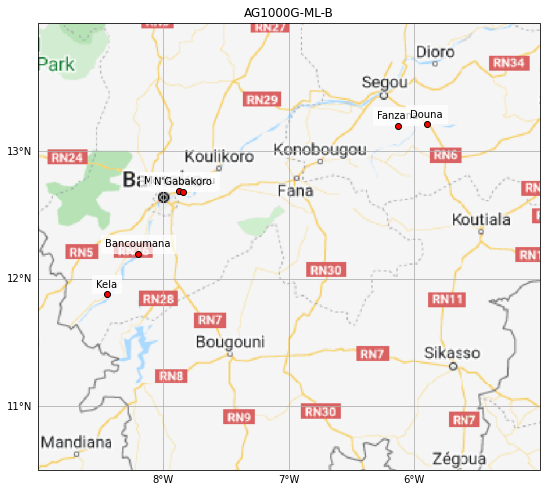 AG1000G-ML-B
RN27
Dioro
Park
RN34
Segou
RN29
Fanza
Douna
13°N
RN24
Koulikoro
Konobougou
RN6
N'Gabakoro
Fana
Koutiala
Bancoumana
RN5
12°N
Kela
RN28
RN30
RN11
RN7
Bougouni
RN7
Sikasso
RN8
11°N
RN9
RN30
RN7
Mandiana
Zégoua
8°W
7°W
6°W